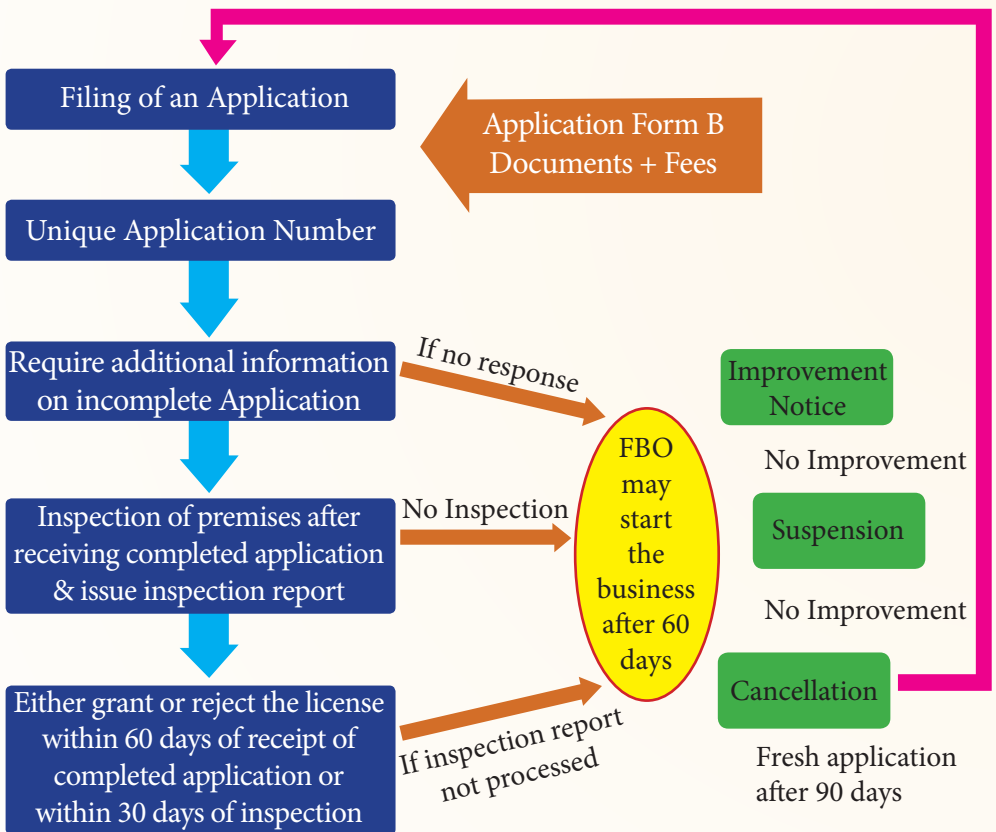 Filing of an Application
Application Form B
Documents + Fees
Unique Application Number
Require additional information
on incomplete Application
If no response
Inspection of premises after
receiving completed application
& issue inspection report
No Inspection
Either grant or reject the license
within 60 days of receipt of
completed application or
within 30 days of inspection
If inspection report
not processed
FBO
may
start
the
business
after 60
days
Improvement
Notice
No Improvement
Suspension
No Improvement
Cancellation
Fresh application
after 90 days